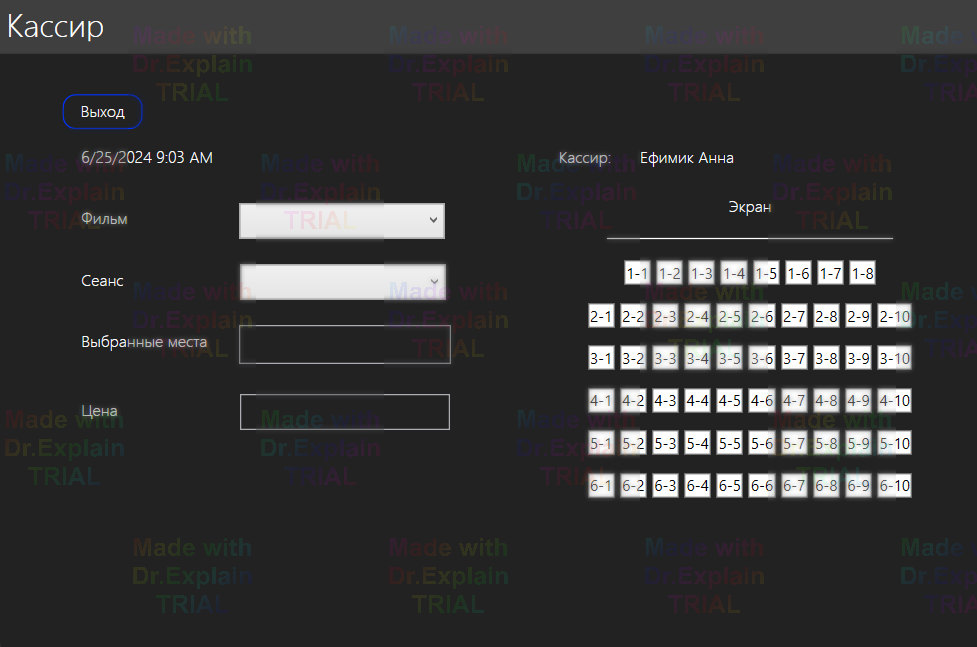 Кассир
Выход
6/25/2024 9:03 AM
Кассир: Ефимик Анна
Фильм
Экран
Сеанс
1-1 1-2 1-3 1-4 1-5 1-6 1-7 1-8
2-1 2-2 2-3 2-4 2-5 2-6 2-7 2-8 2-9 2-10
Выбранные места
3-1 3-2 3-3 3-4 3-5 3-6 3-7 3-8 3-9 3-10
Цена
4-1 4-2 4-3 4-4 4-5 4-6 4-7 4-8 4-9 4-10
5-1 5-2 5-3 5-4 5-5 5-6 5-7 5-8 5-9 5-10
6-1 6-2 6-3 6-4 6-5 6-6 6-7 6-8 6-9 6-10
Made with
Dr.Explain
TRIAL